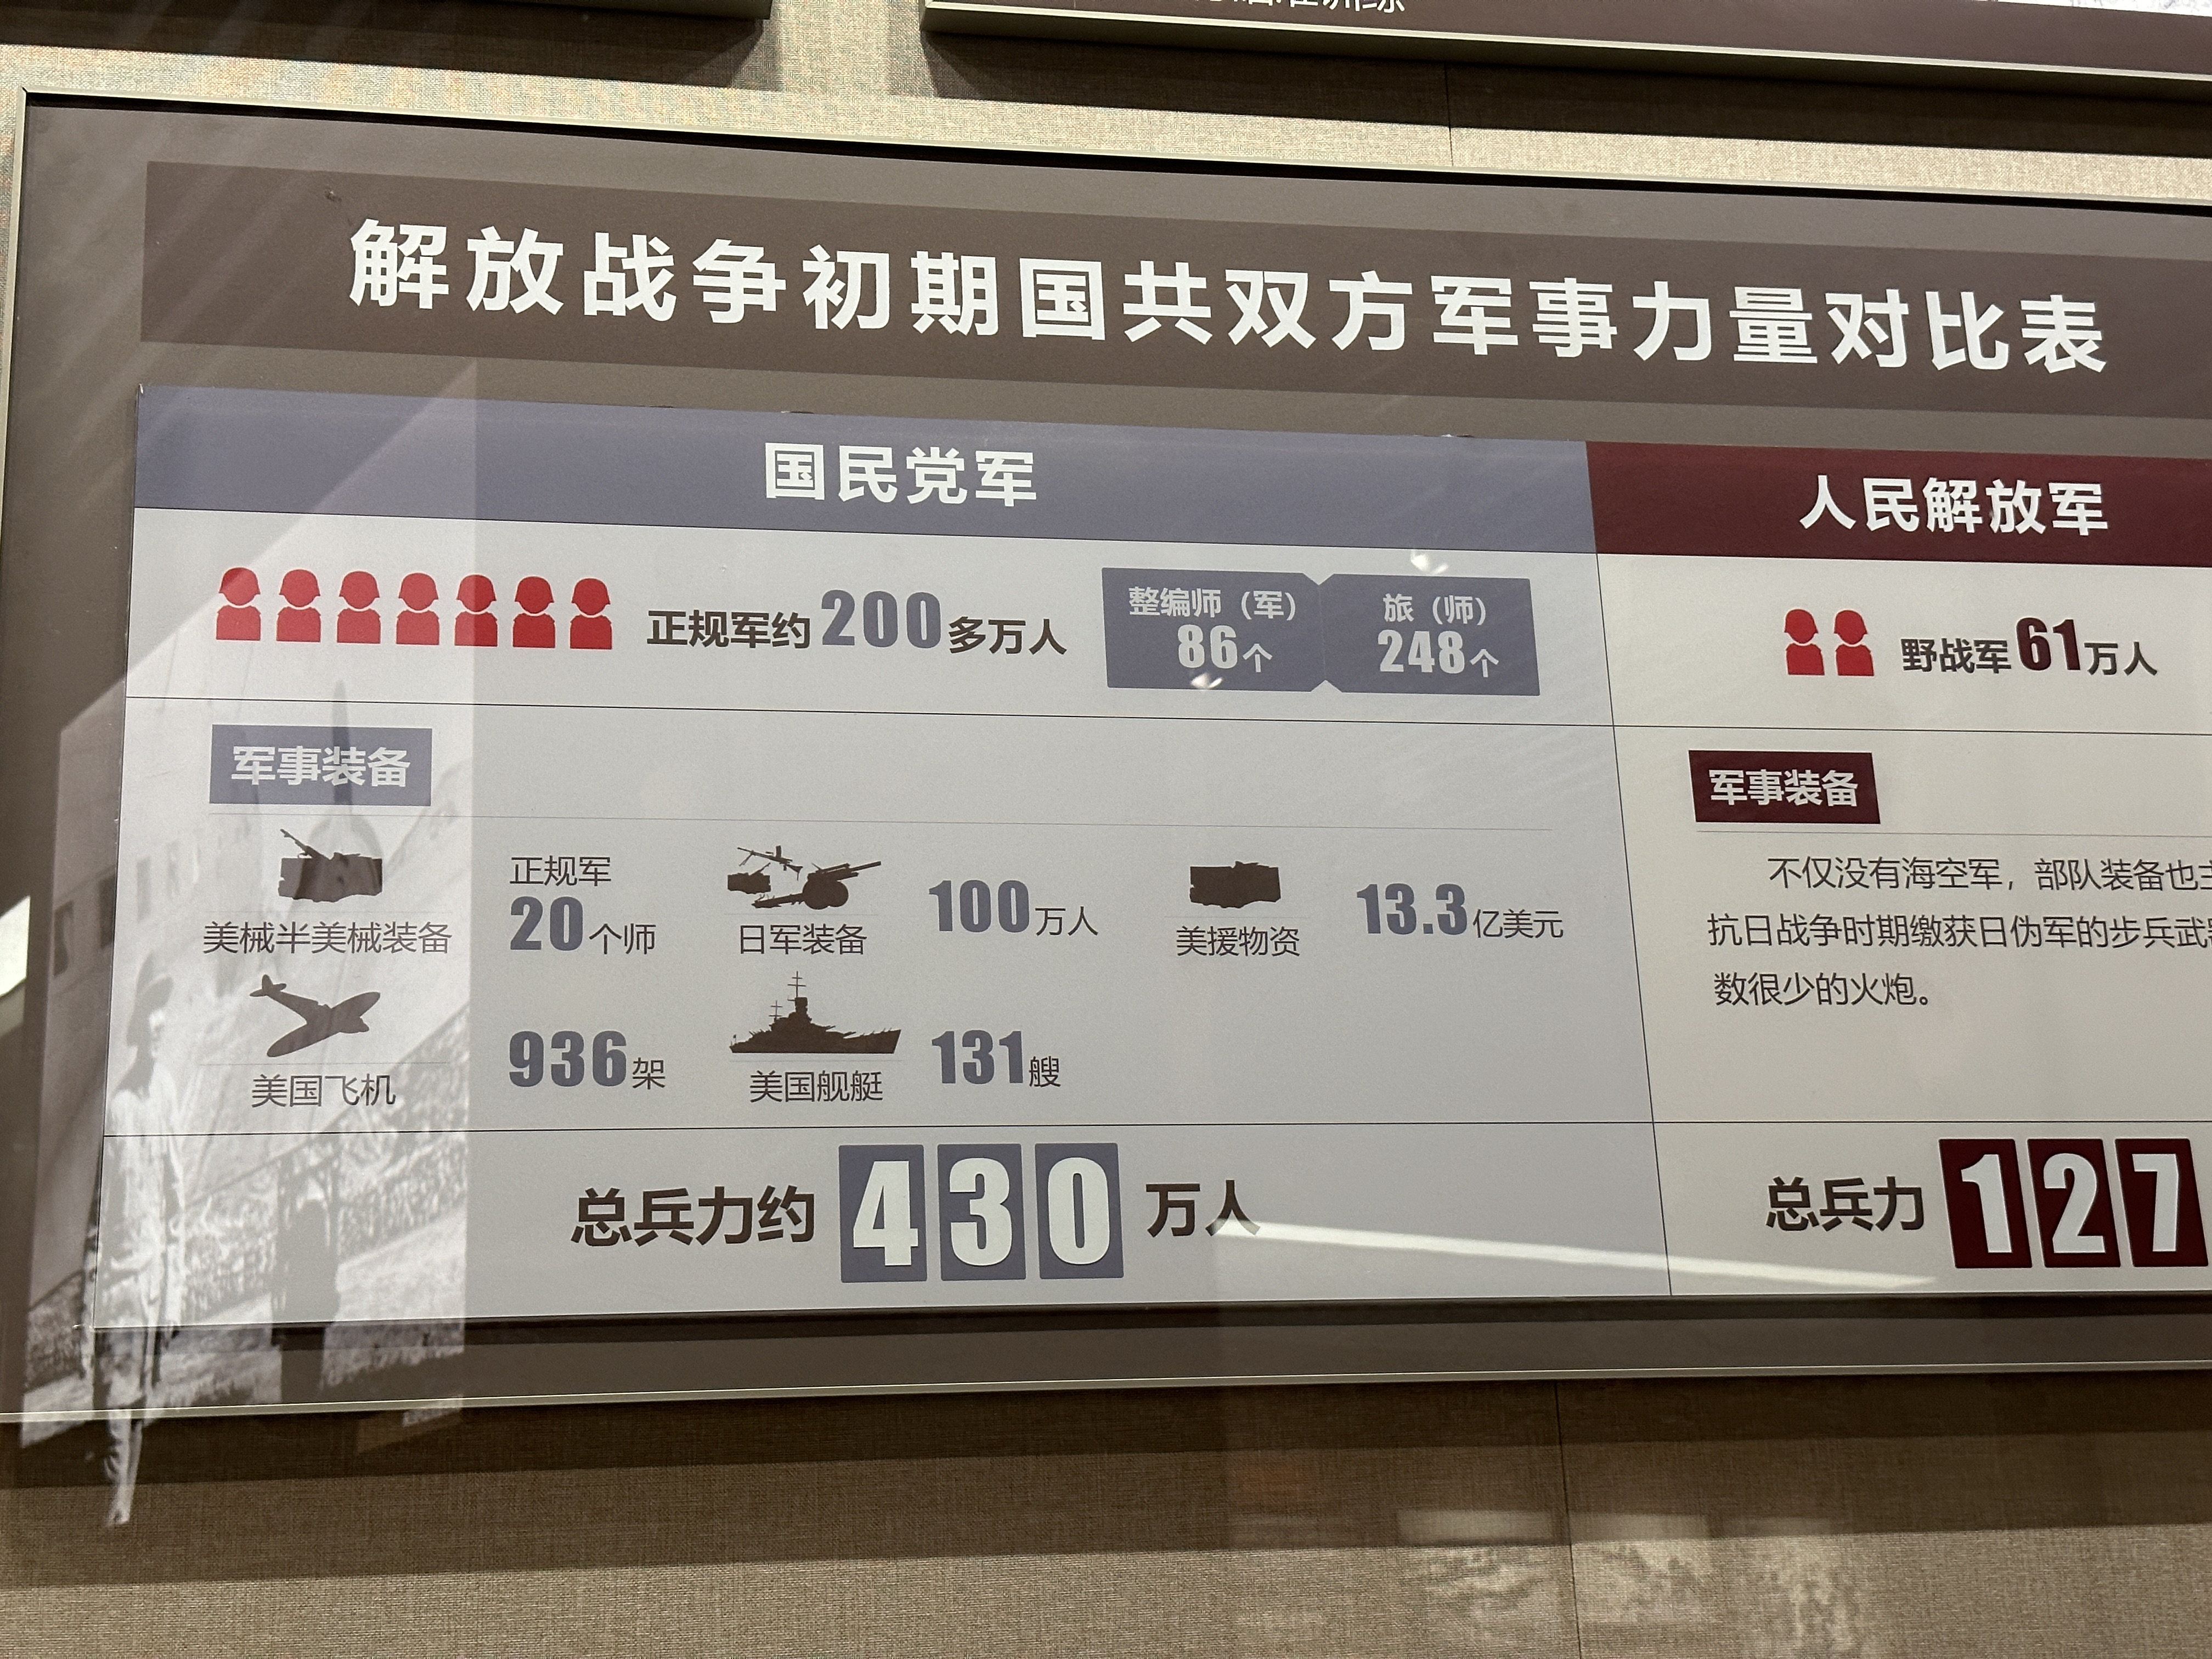 解放战争初期国共双方军事力量对比表
国民党军
人民解放军
正规军约200多万人
整编师（军）
86个
旅（师）
248个
野战军61万人
军事装备
美械半美械装备
正规军
20个师
日军装备
100万人
美援物资
13.3亿美元
美国飞机
936架
美国舰艇
131艘
军事装备
不仅没有海空军，部队装备也主
抗日战争时期缴获日伪军的步兵武
数很少的火炮。
总兵力约430万人
总兵力127